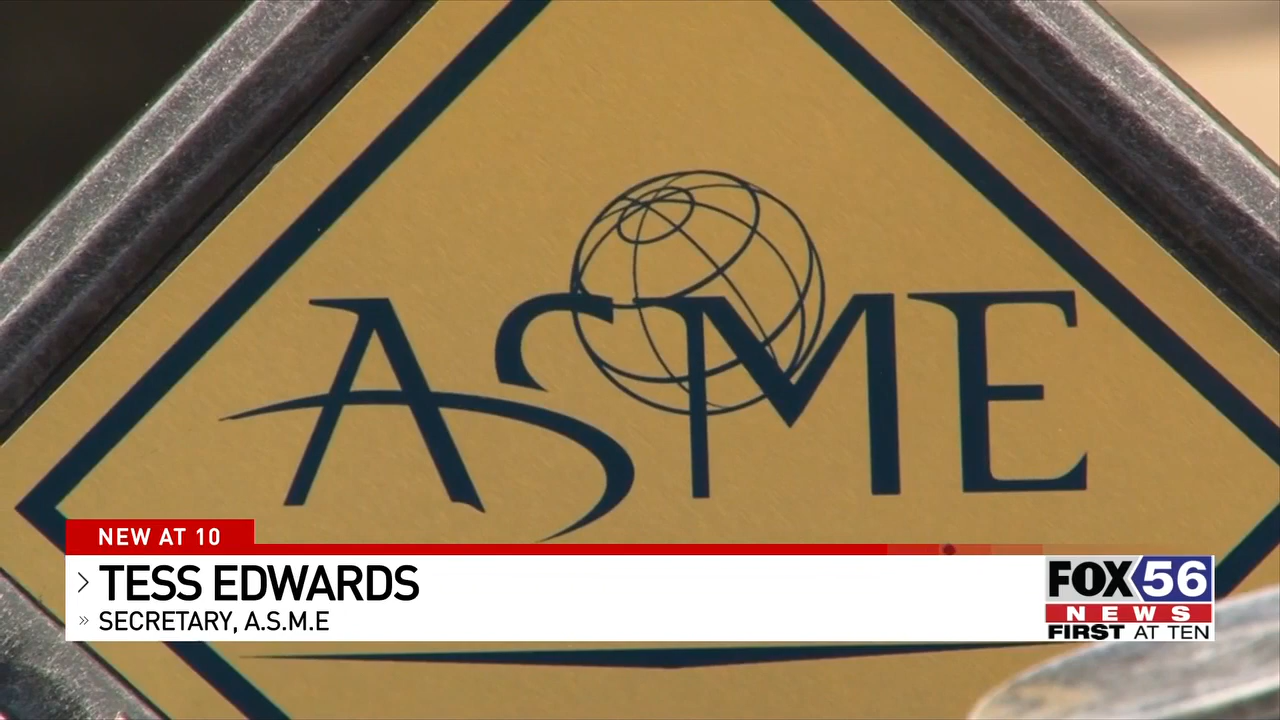 ASME
NEW AT 10
TESS EDWARDS
SECRETARY, A.S.M.E
FOX 56
NEWS
FIRST AT TEN